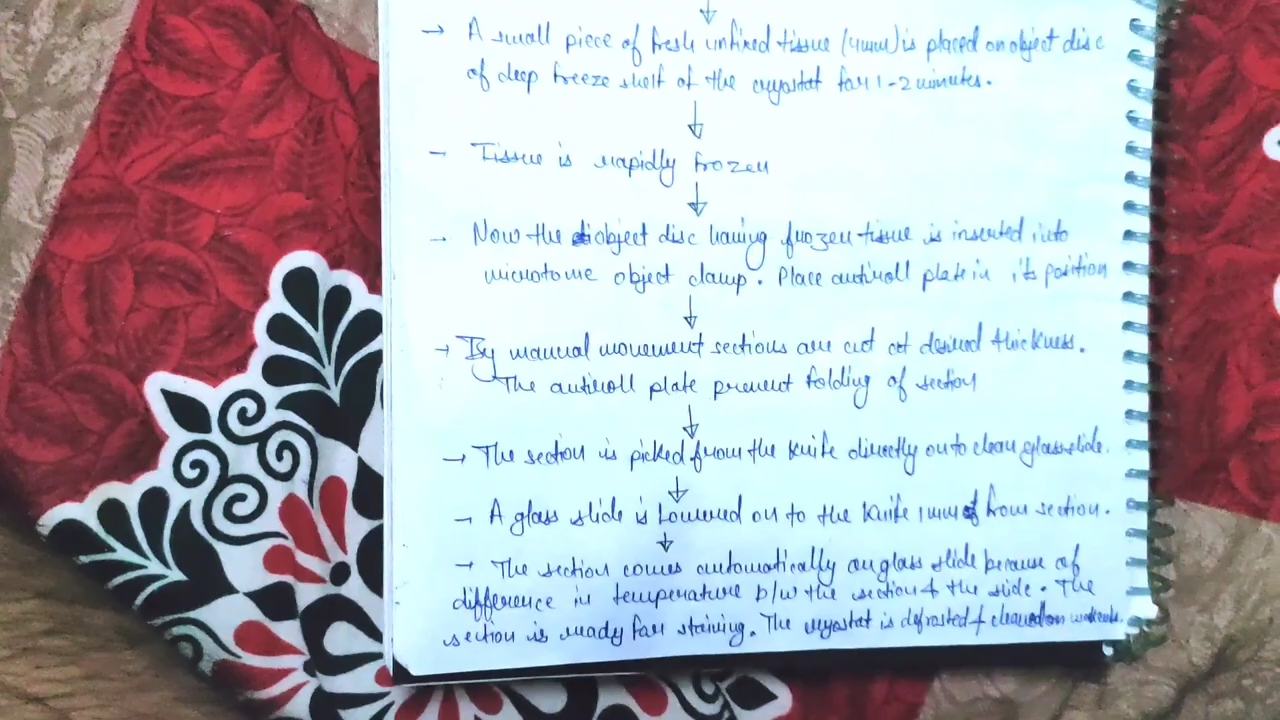 → A small piece of fresh unfixed tissue (4mm) is placed on object disc
of deep freeze shelf of the cryostat for 1-2 minutes.
↓
- Tissue is rapidly frozen
↓
- Now the object disc having frozen tissue is inserted into
microtome object clamp. Place antiroll plate in its position
↓
→ By manual movement sections are cut at desired thickness.
The antiroll plate prevent folding of section
↓
→ The section is picked from the knife directly onto clean glass slide.
↓
→ A glass slide is lowered on to the knife 1mm from section.
↓
→ The section comes automatically on glass slide because of
difference in temperature b/w the section & the slide. The
section is ready for staining. The cryostat is defrosted & cleaned on weekends.